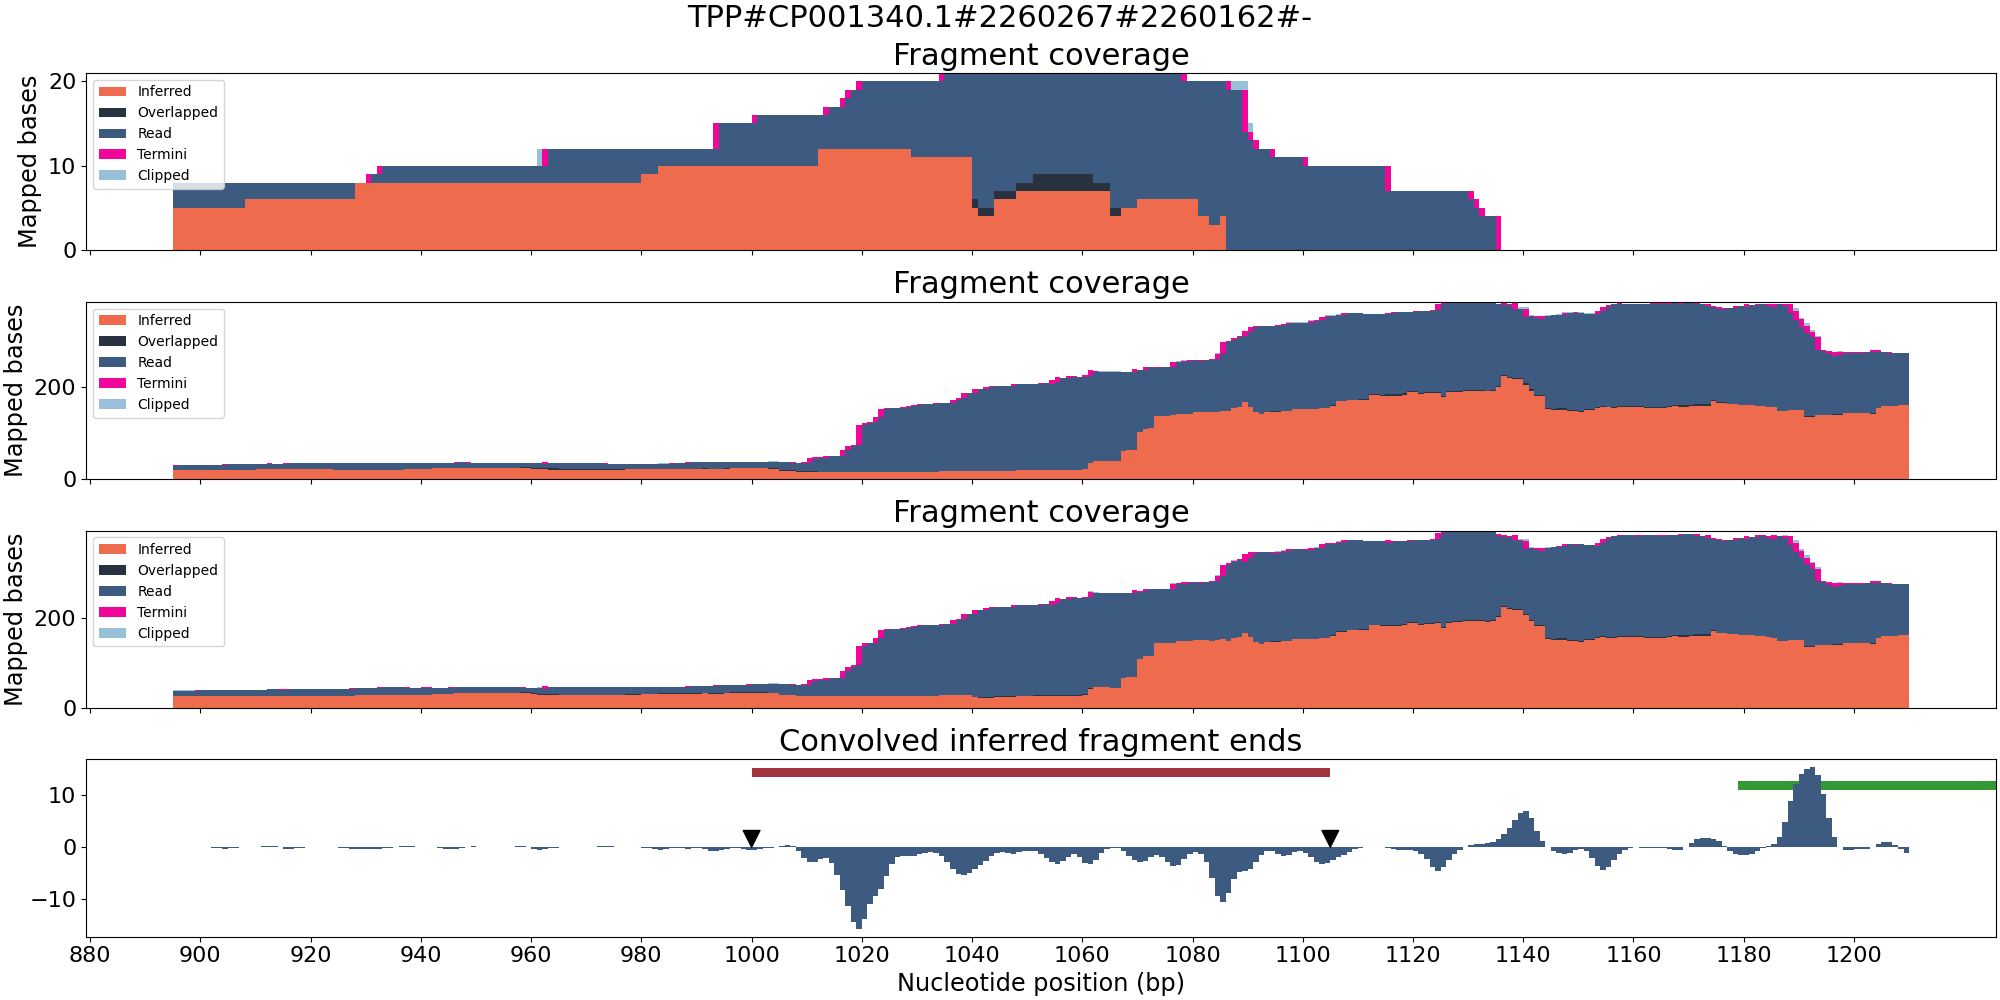 TPP#CP001340.1#2260267#2260162#-
Fragment coverage
Mapped bases
20
10
0
Inferred
Overlapped
Read
Termini
Clipped
Fragment coverage
Mapped bases
200
0
Inferred
Overlapped
Read
Termini
Clipped
Fragment coverage
Mapped bases
200
0
Inferred
Overlapped
Read
Termini
Clipped
Convolved inferred fragment ends
10
0
−10
880 900 920 940 960 980 1000 1020 1040 1060 1080 1100 1120 1140 1160 1180 1200
Nucleotide position (bp)